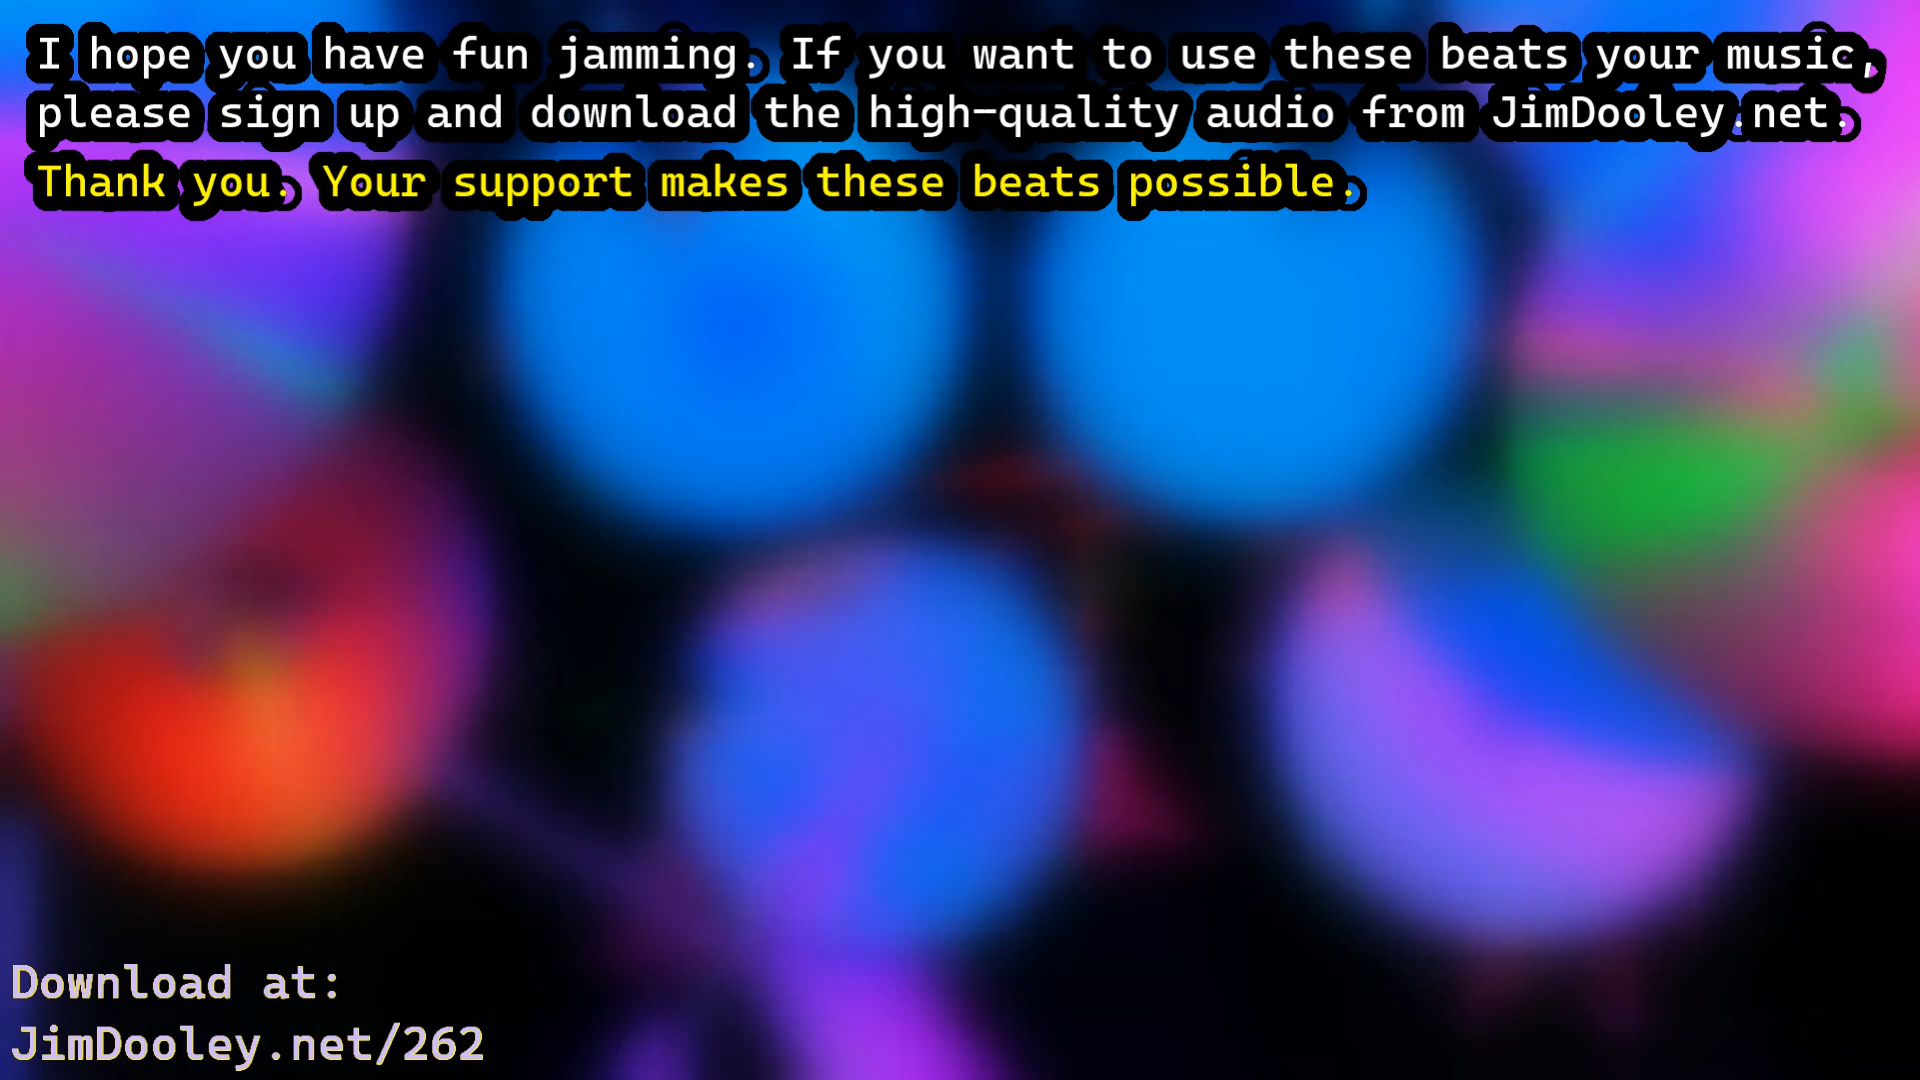 I hope you have fun jamming. If you want to use these beats your music,
please sign up and download the high-quality audio from JimDooley.net.
Thank you. Your support makes these beats possible.
Download at:
JimDooley.net/262